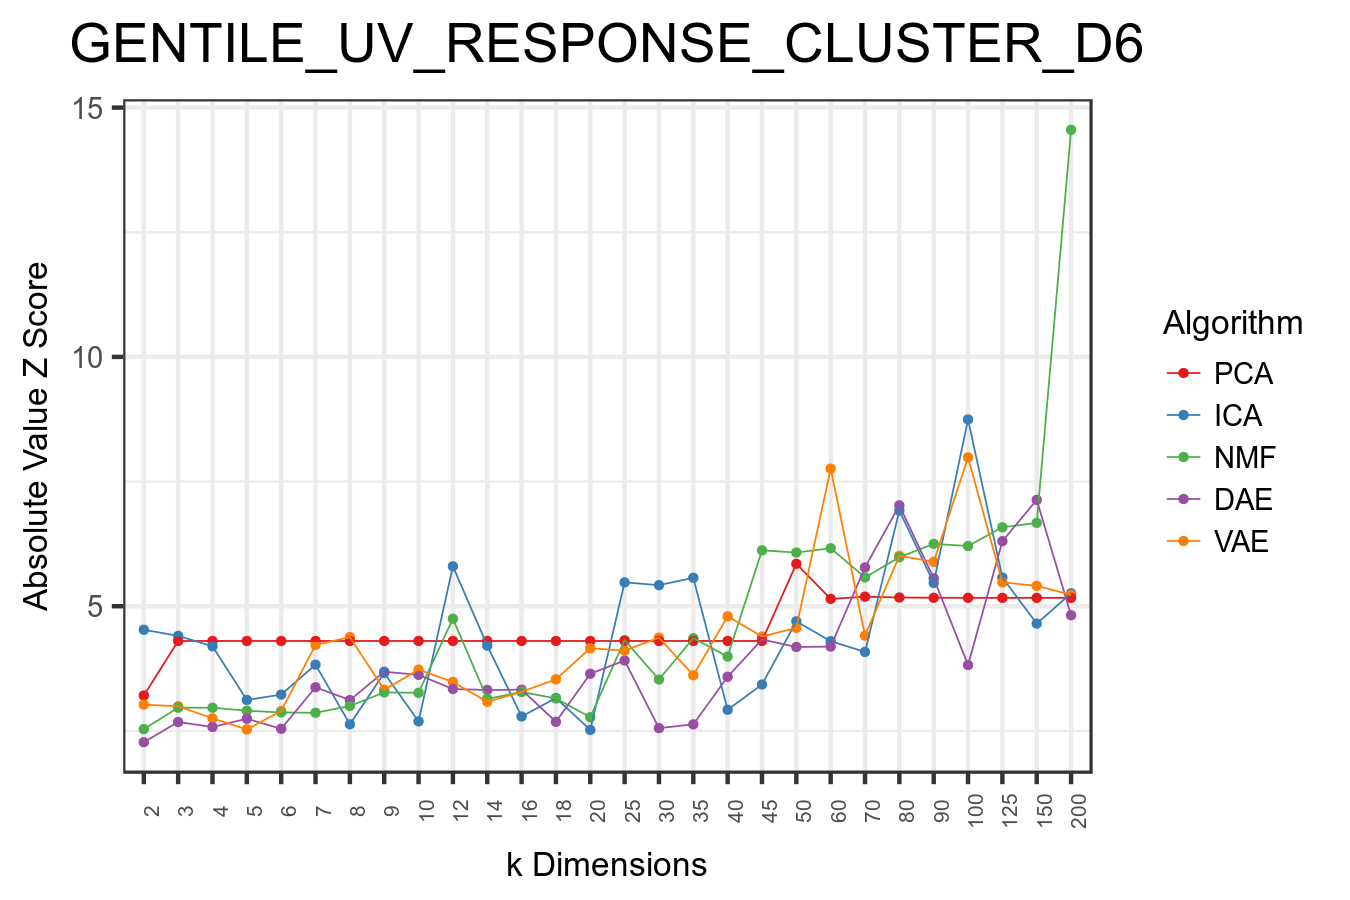 GENTILE_UV_RESPONSE_CLUSTER_D6
Absolute Value Z Score
15
10
5
2 3 4 5 6 7 8 9 10 12 14 16 18 20 25 30 35 40 45 50 60 70 80 90 100 125 150 200
k Dimensions
Algorithm
PCA
ICA
NMF
DAE
VAE